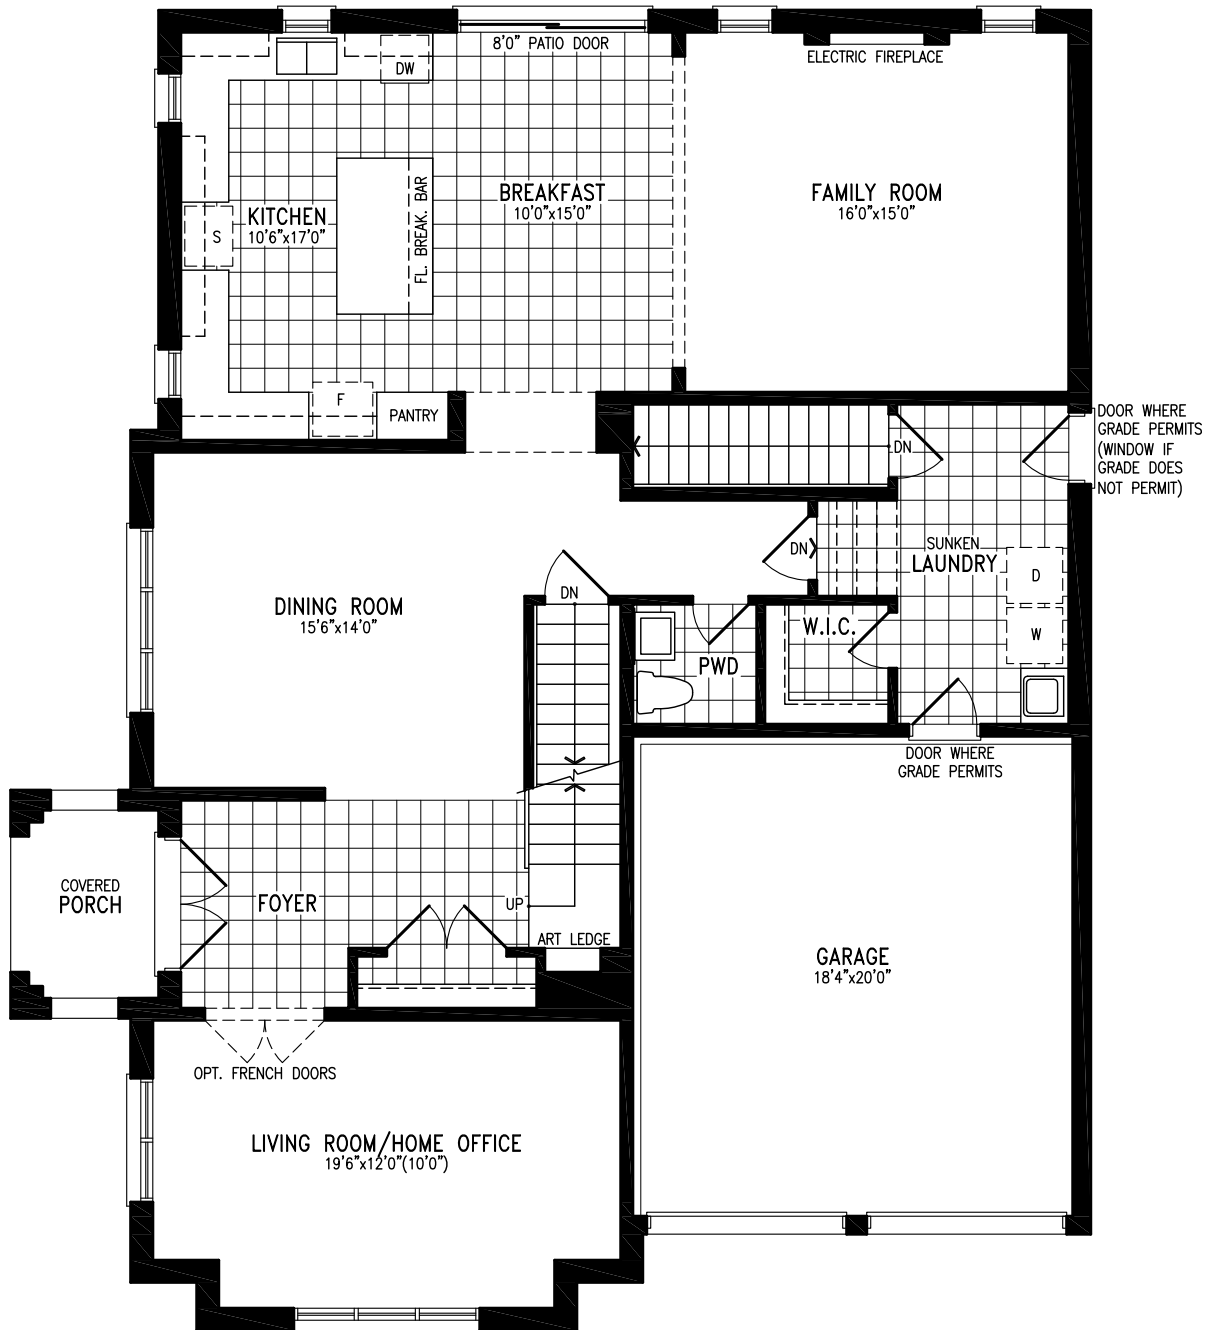 8'0" PATIO DOOR
ELECTRIC FIREPLACE
DW
BREAKFAST
10'0"x15'0"
FAMILY ROOM
16'0"x15'0"
KITCHEN
10'6"x17'0"
S
FL. BREAK. BAR
F
PANTRY
DN
DOOR WHERE
GRADE PERMITS
(WINDOW IF
GRADE DOES
NOT PERMIT)
DN
SUNKEN
LAUNDRY
D
W
DN
DINING ROOM
15'6"x14'0"
W.I.C.
PWD
DOOR WHERE
GRADE PERMITS
COVERED
PORCH
FOYER
UP
ART LEDGE
GARAGE
18'4"x20'0"
OPT. FRENCH DOORS
LIVING ROOM/HOME OFFICE
19'6"x12'0"(10'0")